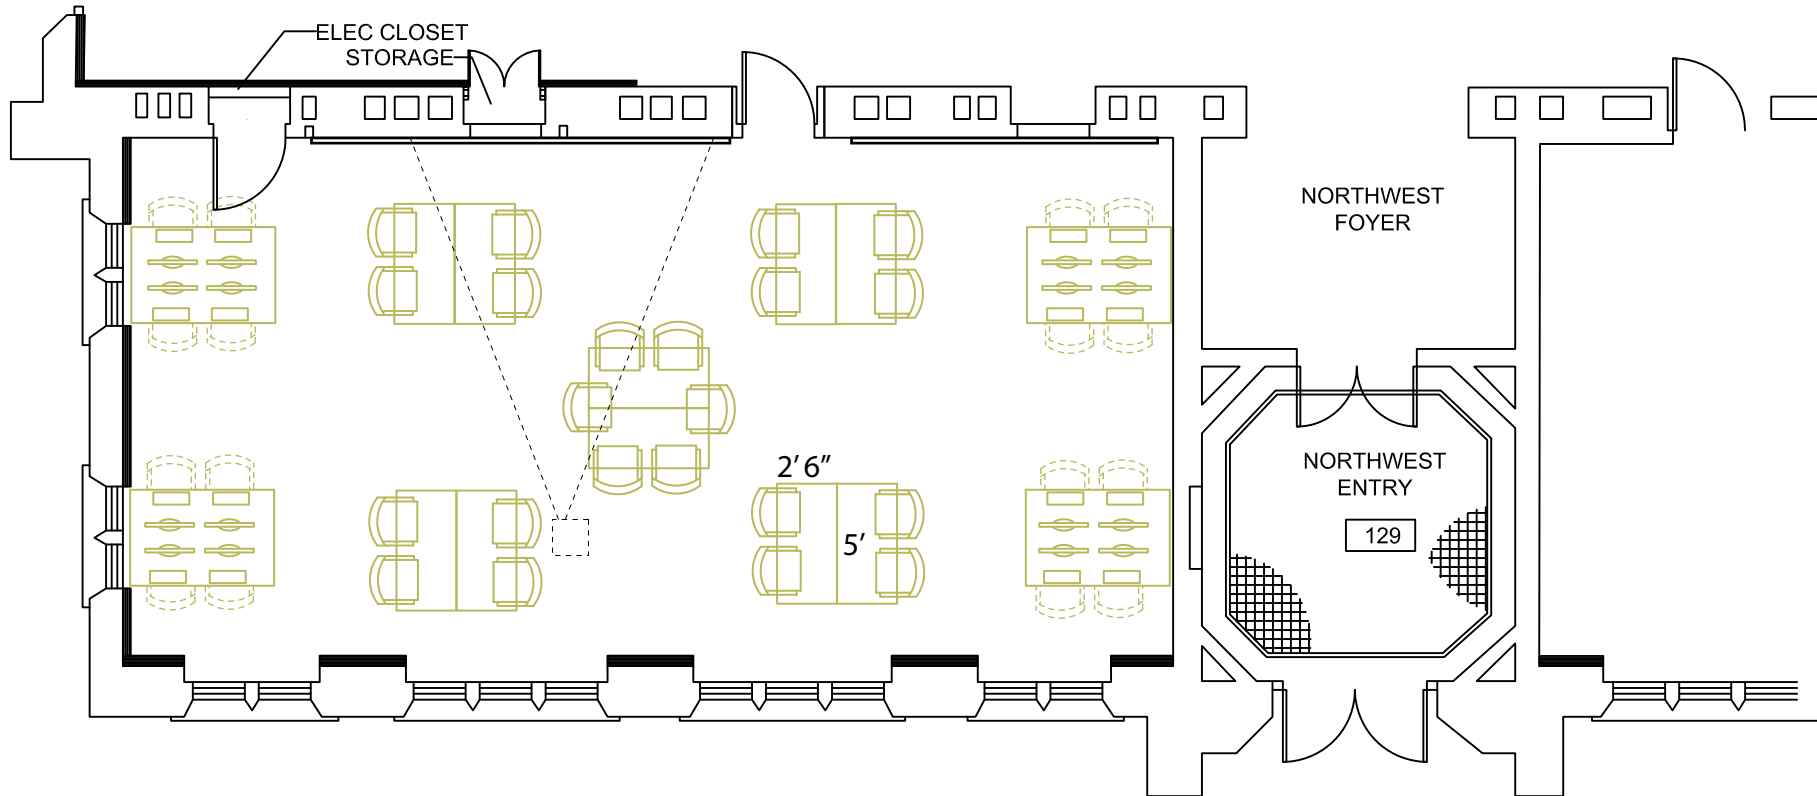 ELEC CLOSET
STORAGE
NORTHWEST
FOYER
NORTHWEST
ENTRY
129
2’ 6”
5’